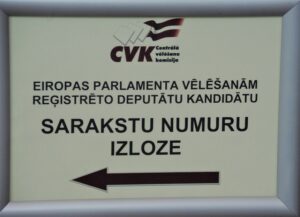 CVK
Centrālā
vēlēšanu
komisija
EIROPAS PARLAMENTA VĒLĒŠANĀM
REĢISTRĒTO DEPUTĀTU KANDIDĀTU
SARAKSTU NUMURU
IZLOZE